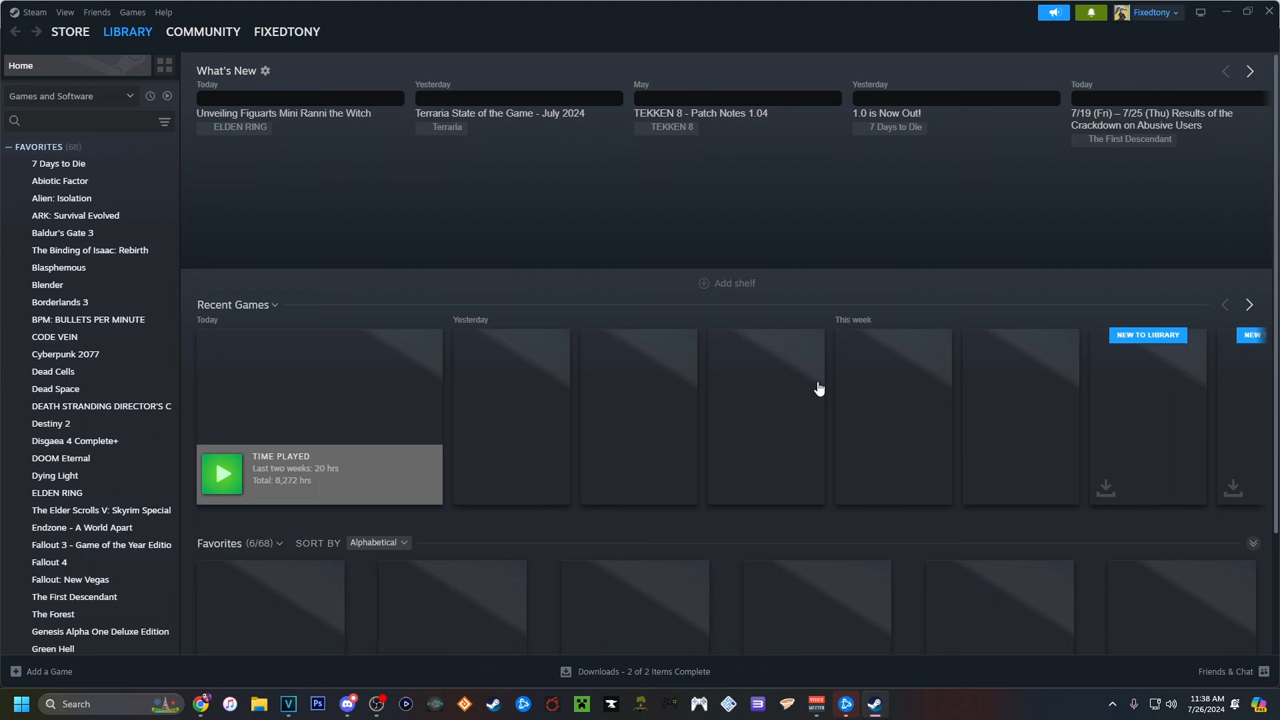 Steam View Friends Games Help
Fixedtony
STORE LIBRARY COMMUNITY FIXEDTONY
Home
What's New
Today
Yesterday
May
Yesterday
Today
Games and Software
Unveiling Figuarts Mini Ranni the Witch
ELDEN RING
Terraria State of the Game - July 2024
Terraria
TEKKEN 8 - Patch Notes 1.04
TEKKEN 8
1.0 is Now Out!
7 Days to Die
7/19 (Fri) – 7/25 (Thu) Results of the
Crackdown on Abusive Users
The First Descendant
FAVORITES (68)
7 Days to Die
Abiotic Factor
Alien: Isolation
ARK: Survival Evolved
Baldur's Gate 3
The Binding of Isaac: Rebirth
Blasphemous
Blender
Borderlands 3
BPM: BULLETS PER MINUTE
CODE VEIN
Cyberpunk 2077
Dead Cells
Dead Space
DEATH STRANDING DIRECTOR'S C
Destiny 2
Disgaea 4 Complete+
DOOM Eternal
Dying Light
ELDEN RING
The Elder Scrolls V: Skyrim Special
Endzone - A World Apart
Fallout 3 - Game of the Year Editio
Fallout 4
Fallout: New Vegas
The First Descendant
The Forest
Genesis Alpha One Deluxe Edition
Green Hell
Add shelf
Recent Games
Today
Yesterday
This week
NEW TO LIBRARY
NEW
TIME PLAYED
Last two weeks: 20 hrs
Total: 8,272 hrs
Favorites (6/68) SORT BY Alphabetical
Add a Game
Downloads - 2 of 2 Items Complete
Friends & Chat
Search
11:38 AM
7/26/2024